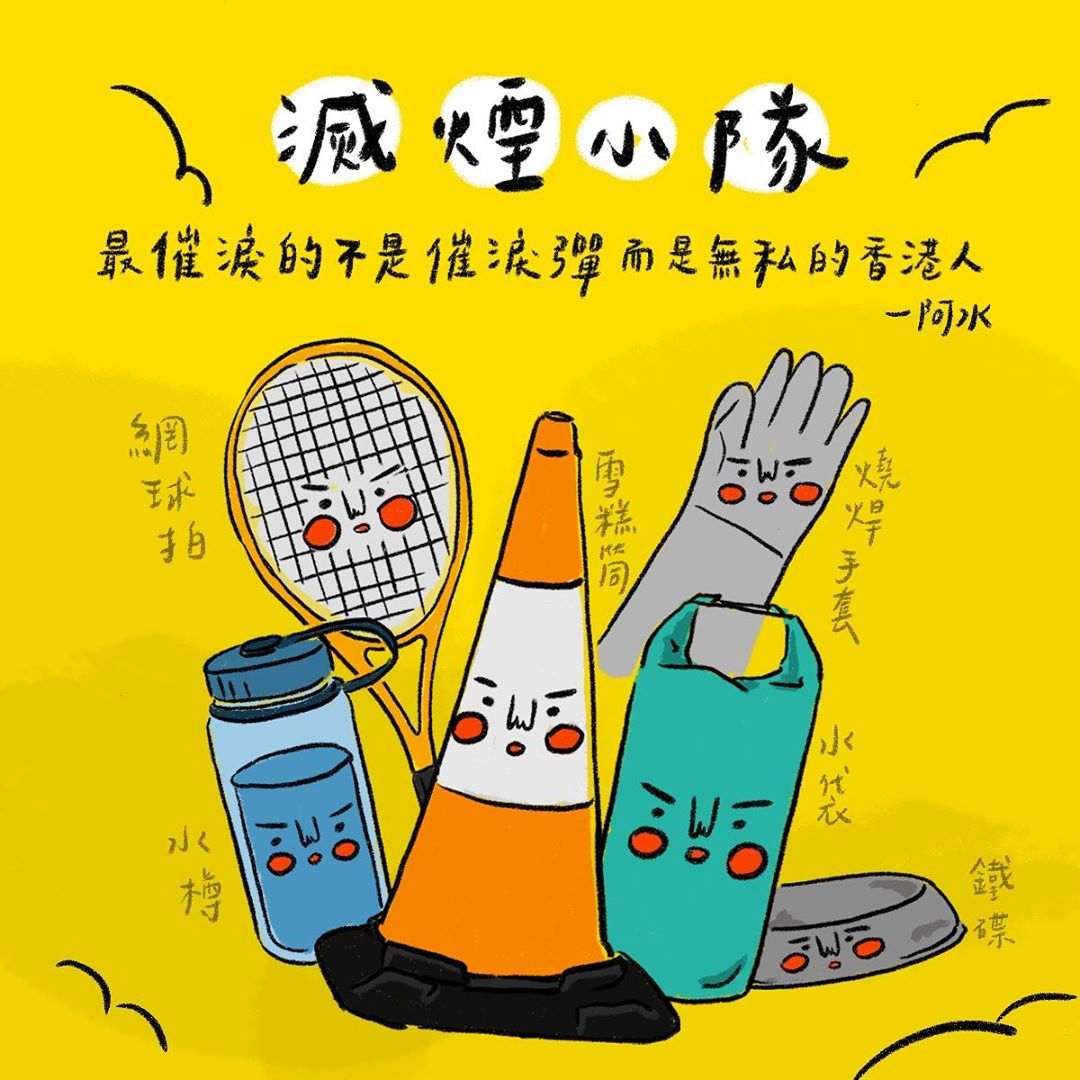 滅煙小隊
最催淚的不是催淚彈而是無私的香港人
—阿水
網球拍
雪糕筒
燒焊手套
水樽
水袋
鐵碟